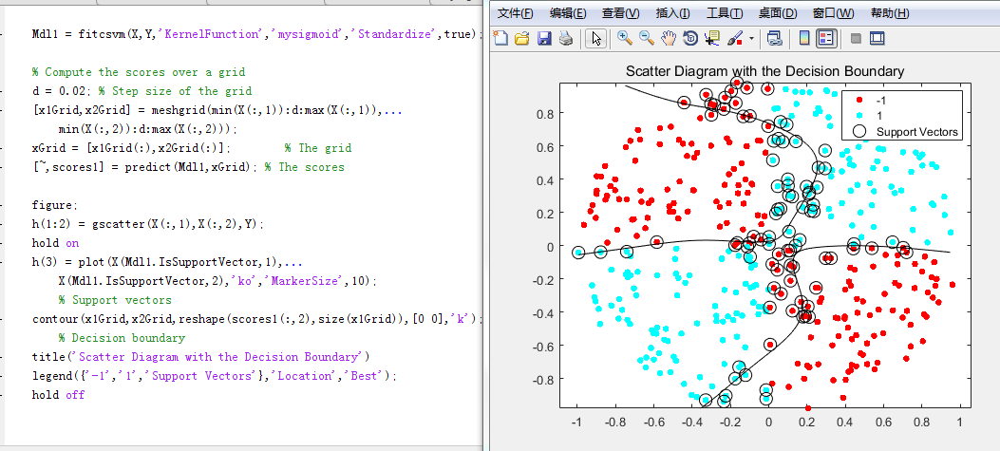 Mdl1 = fitcsvm(X,Y,'KernelFunction','mysigmoid','Standardize',true);
% Compute the scores over a grid
d = 0.02; % Step size of the grid
[x1Grid,x2Grid] = meshgrid(min(X(:,1)):d:max(X(:,1)),...
min(X(:,2)):d:max(X(:,2)));
xGrid = [x1Grid(:),x2Grid(:)]; % The grid
[~,scores1] = predict(Mdl1,xGrid); % The scores
figure;
h(1:2) = gscatter(X(:,1),X(:,2),Y);
hold on
h(3) = plot(X(Mdl1.IsSupportVector,1),...
X(Mdl1.IsSupportVector,2),'ko','MarkerSize',10);
% Support vectors
contour(x1Grid,x2Grid,reshape(scores1(:,2),size(x1Grid)),[0 0],'k');
% Decision boundary
title('Scatter Diagram with the Decision Boundary')
legend({'-1','1','Support Vectors'},'Location','Best');
hold off
文件(F) 编辑(E) 查看(V) 插入(I) 工具(T) 桌面(D) 窗口(W) 帮助(H)
Scatter Diagram with the Decision Boundary
-1
1
Support Vectors
0.8
0.6
0.4
0.2
0
-0.2
-0.4
-0.6
-0.8
-1 -0.8 -0.6 -0.4 -0.2 0 0.2 0.4 0.6 0.8 1